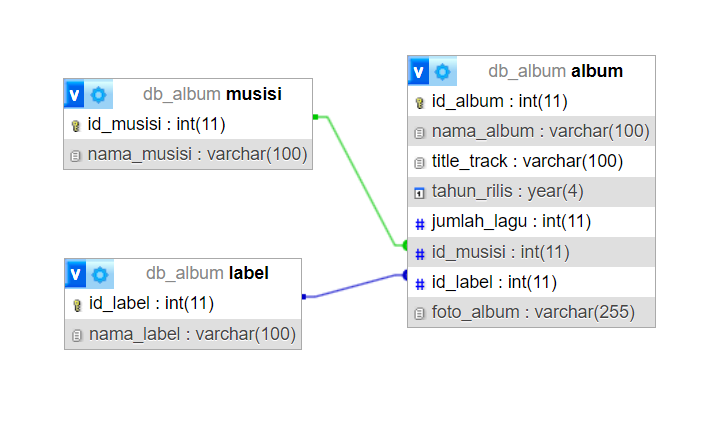 v db_album musisi
id_musisi : int(11)
nama_musisi : varchar(100)
v db_album label
id_label : int(11)
nama_label : varchar(100)
v db_album album
id_album : int(11)
nama_album : varchar(100)
title_track : varchar(100)
tahun_rilis : year(4)
# jumlah_lagu : int(11)
# id_musisi : int(11)
# id_label : int(11)
foto_album : varchar(255)